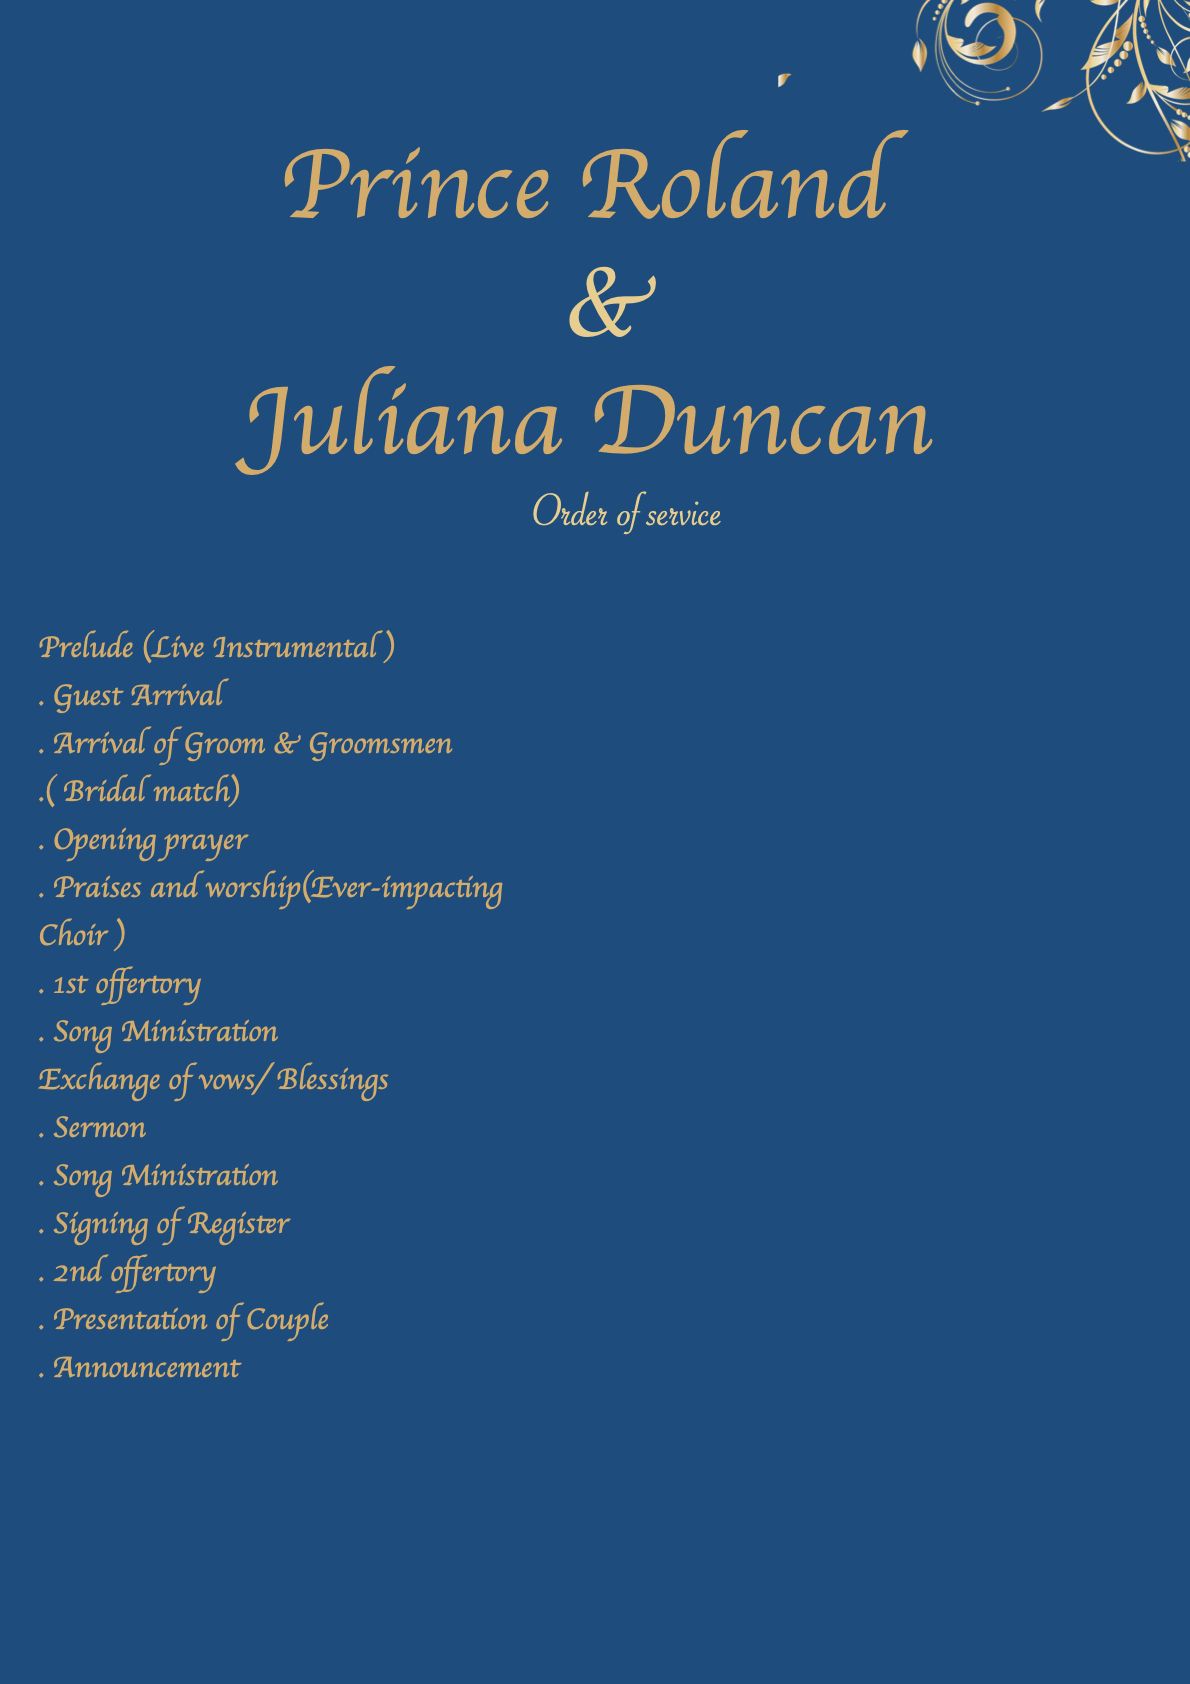 Prince Roland
&
Juliana Duncan
Order of service
Prelude (Live Instrumental )
. Guest Arrival
. Arrival of Groom & Groomsmen
.( Bridal match)
. Opening prayer
. Praises and worship(Ever-impacting
Choir )
. 1st offertory
. Song Ministration
Exchange of vows/ Blessings
. Sermon
. Song Ministration
. Signing of Register
. 2nd offertory
. Presentation of Couple
. Announcement